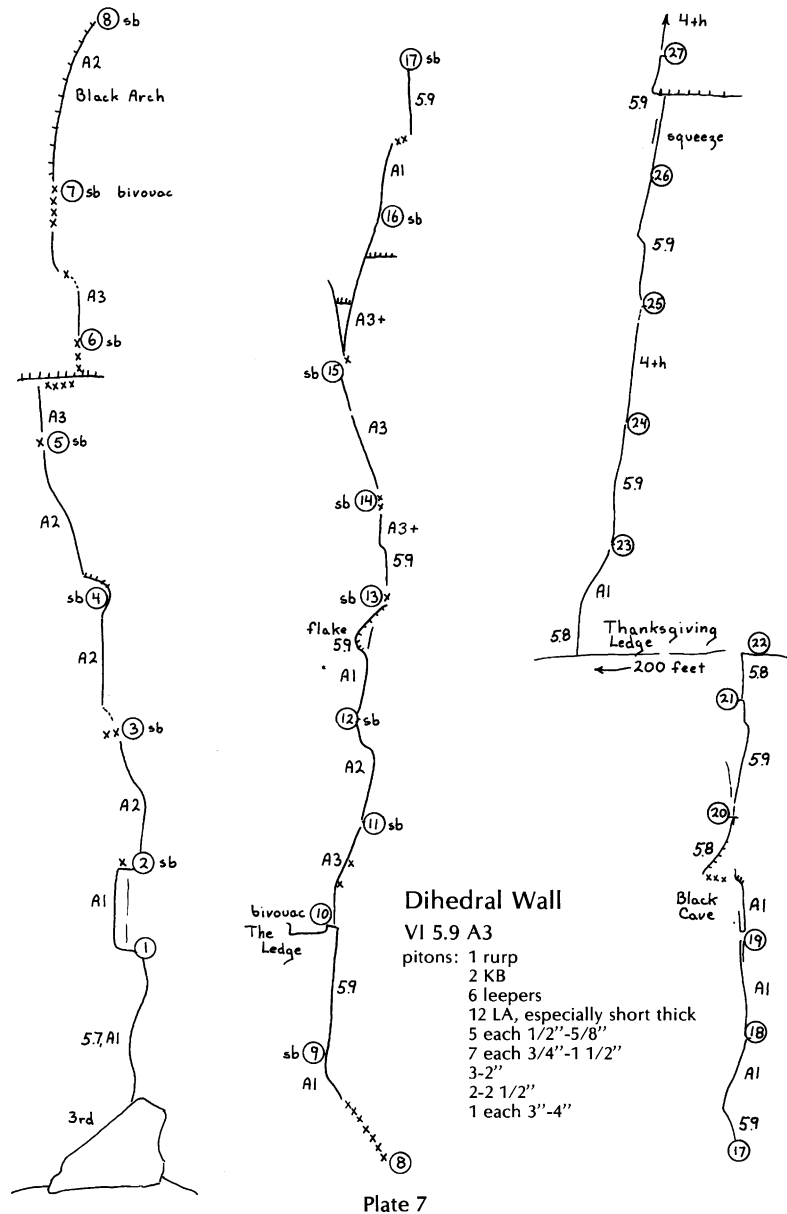 8 sb
A2
Black Arch
7 sb bivouac
A3
6 sb
A3
5 sb
A2
sb 4
A2
3 sb
A2
2 sb
A1
1
5.7, A1
3rd
17 sb
5.9
A1
16 sb
A3+
sb 15
A3
sb 14
A3+
5.9
sb 13
flake
5.9
A1
12 sb
A2
11 sb
A3
bivouac 10
The
Ledge
5.9
sb 9
A1
8
4th
27
5.9
squeeze
26
5.9
25
4th
24
5.9
23
A1
5.8
Thanksgiving
Ledge
200 feet
22
5.8
21
5.9
20
5.8
Black
Cave
A1
19
A1
18
A1
5.9
17
Dihedral Wall
VI 5.9 A3
pitons: 1 rurp
2 KB
6 leepers
12 LA, especially short thick
5 each 1/2"-5/8"
7 each 3/4"-1 1/2"
3-2"
2-2 1/2"
1 each 3"-4"
Plate 7